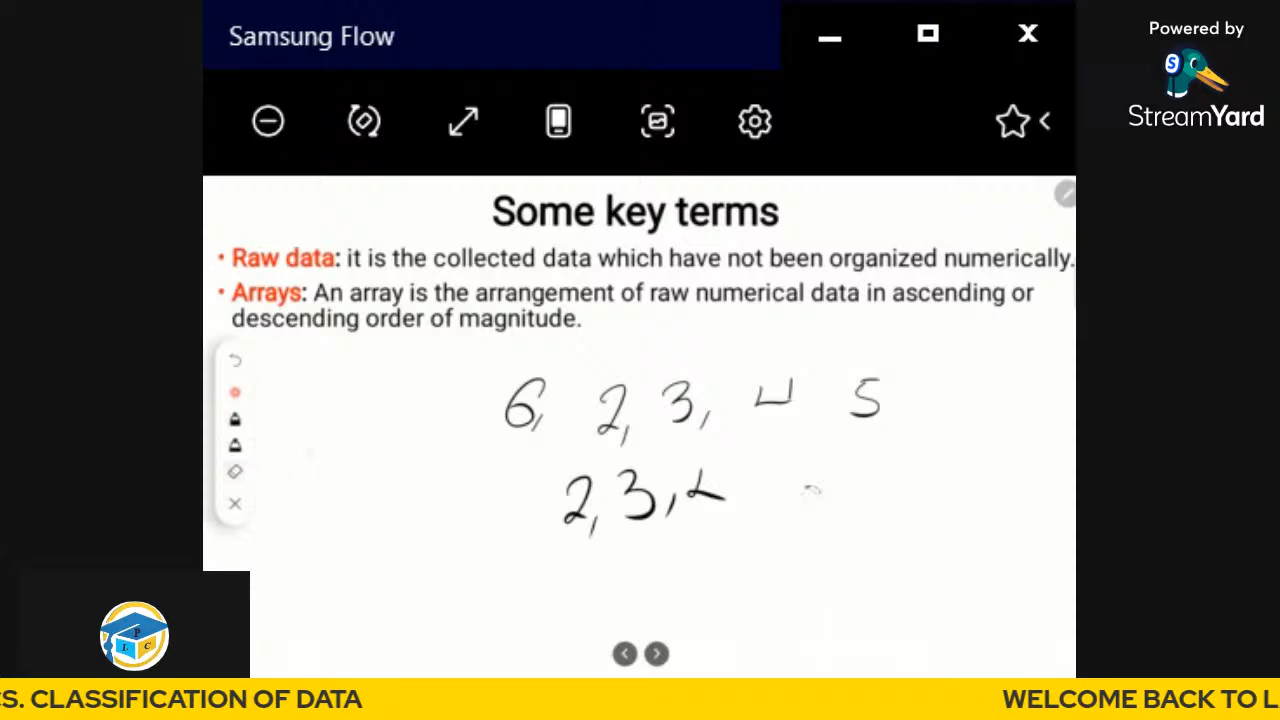 Samsung Flow
Powered by
StreamYard
Some key terms
• Raw data: it is the collected data which have not been organized numerically.
• Arrays: An array is the arrangement of raw numerical data in ascending or
descending order of magnitude.
6, 2, 3, 4 5
2, 3, 4
P
I C
CS. CLASSIFICATION OF DATA
WELCOME BACK TO L